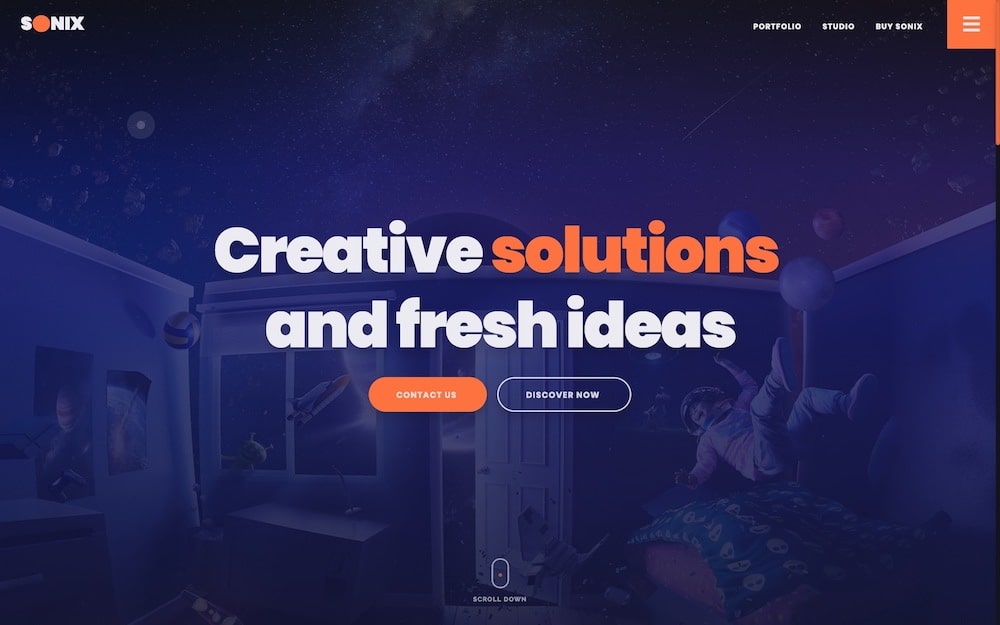 SONIX
PORTFOLIO STUDIO BUY SONIX
Creative solutions
and fresh ideas
CONTACT US DISCOVER NOW
SCROLL DOWN